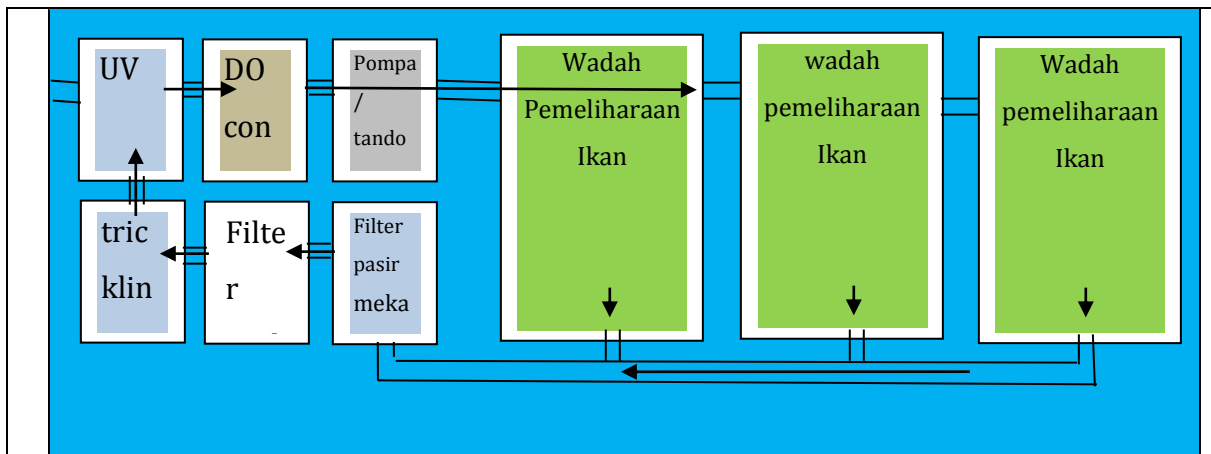 UV
DO
con
Pompa
/
tando
Wadah
Pemeliharaan
Ikan
wadah
pemeliharaan
Ikan
Wadah
pemeliharaan
Ikan
tric
klin
Filte
r
Filter
pasir
meka